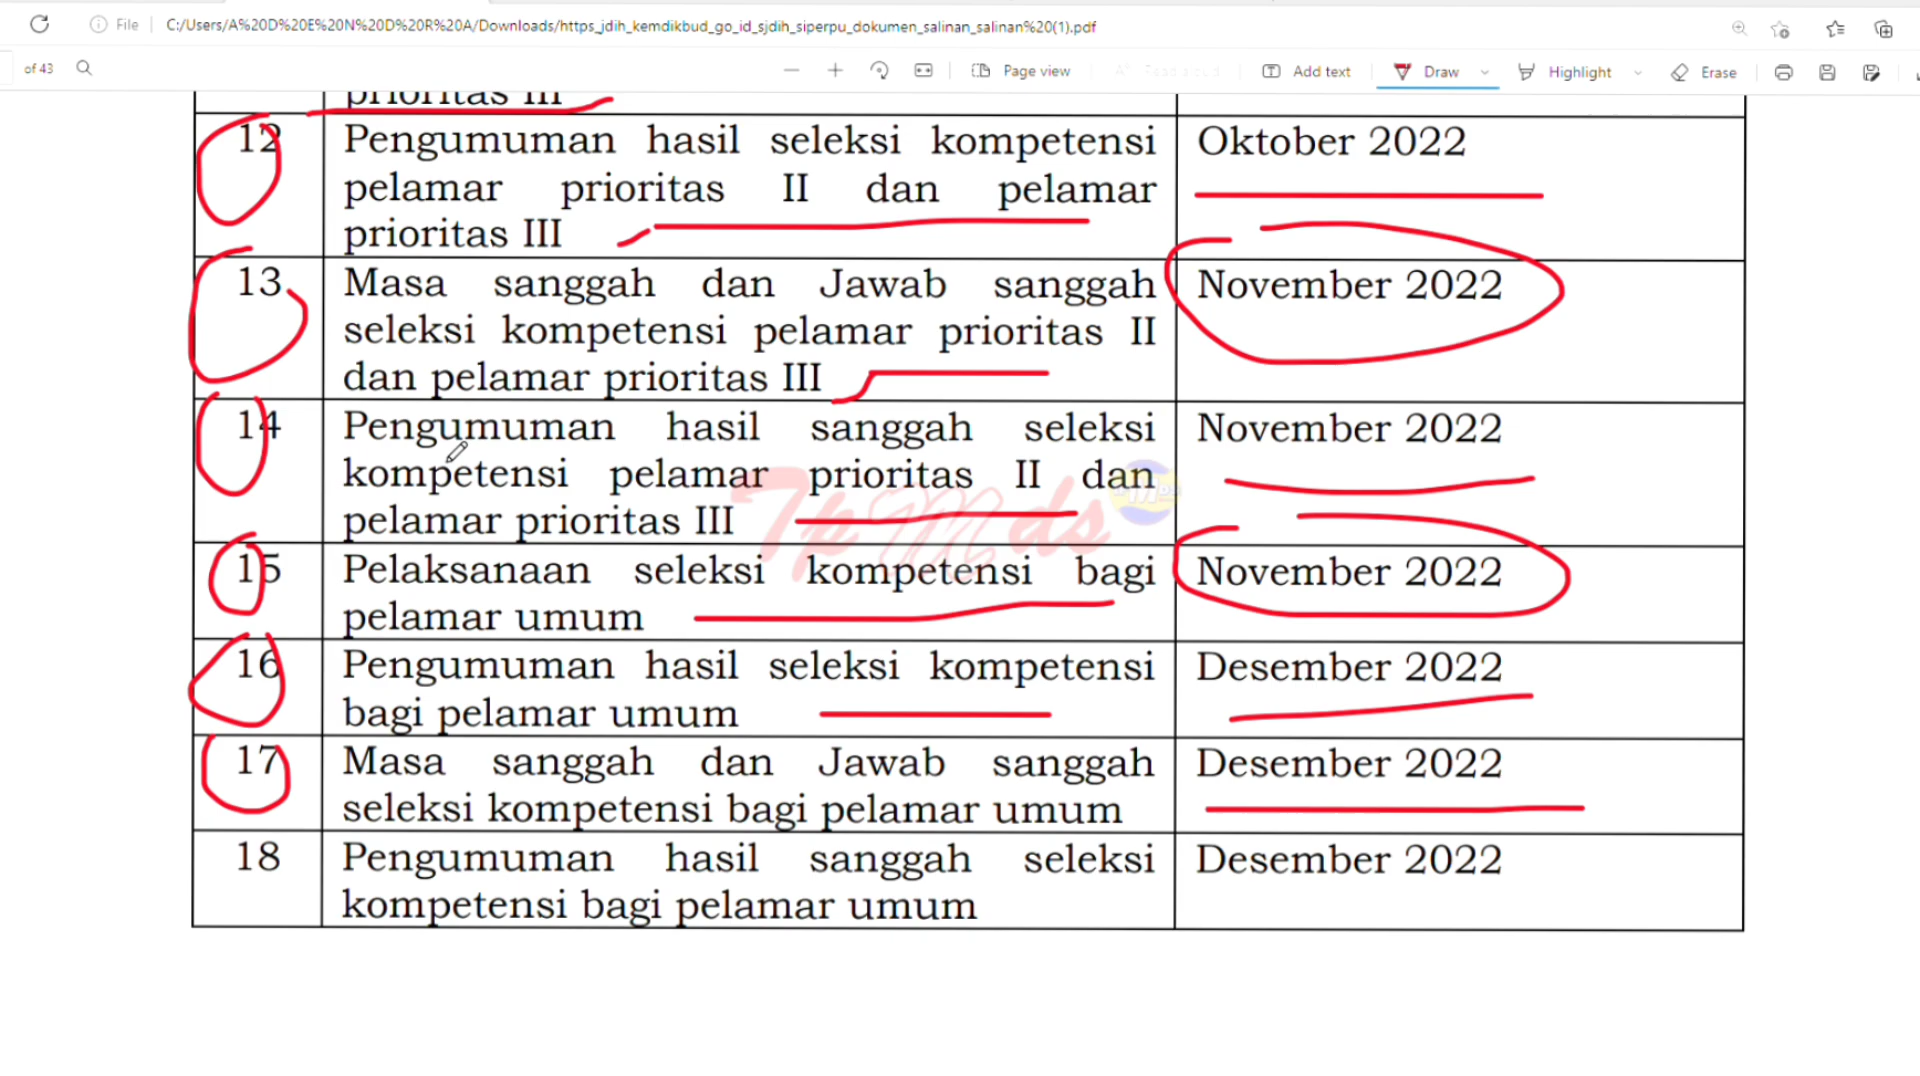 File
C:/Users/A%20D%20E%20N%20D%20R%20A/Downloads/https_jdih_kemdikbud_go_id_sjdih_siperpu_dokumen_salinan_salinan%20(1).pdf
of 43
Page view
Read aloud
Add text
Draw
Highlight
Erase
prioritas III
12
Pengumuman hasil seleksi kompetensi
pelamar prioritas II dan pelamar
prioritas III
Oktober 2022
13
Masa sanggah dan Jawab sanggah
seleksi kompetensi pelamar prioritas II
dan pelamar prioritas III
November 2022
14
Pengumuman hasil sanggah seleksi
kompetensi pelamar prioritas II dan
pelamar prioritas III
November 2022
TpMds
15
Pelaksanaan seleksi kompetensi bagi
pelamar umum
November 2022
16
Pengumuman hasil seleksi kompetensi
bagi pelamar umum
Desember 2022
17
Masa sanggah dan Jawab sanggah
seleksi kompetensi bagi pelamar umum
Desember 2022
18
Pengumuman hasil sanggah seleksi
kompetensi bagi pelamar umum
Desember 2022